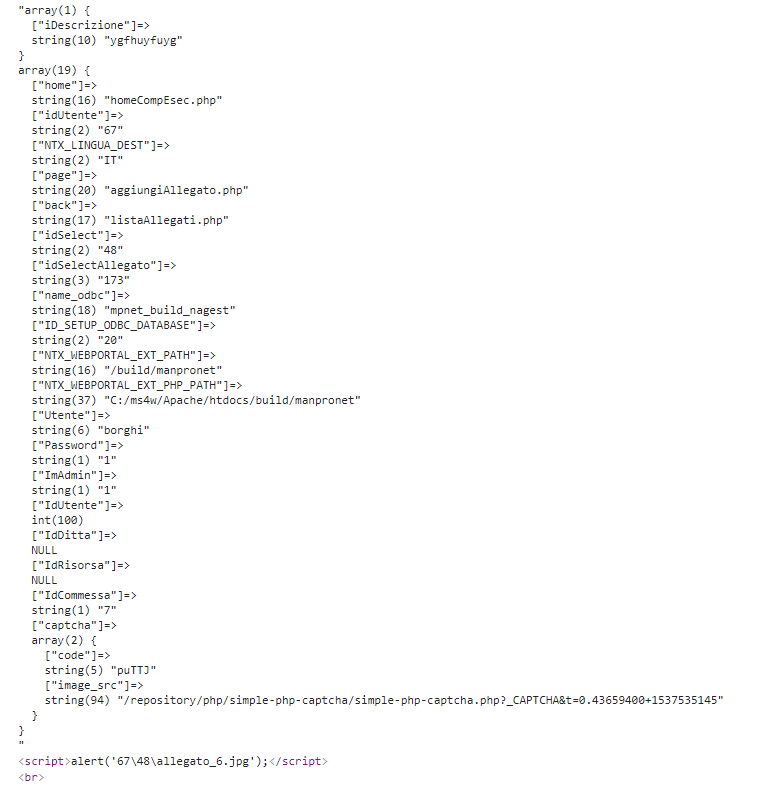 "array(1) {
["iDescrizione"]=>
string(10) "ygfhuyfuyg"
}
array(19) {
["home"]=>
string(16) "homeCompEsec.php"
["idUtente"]=>
string(2) "67"
["NTX_LINGUA_DEST"]=>
string(2) "IT"
["page"]=>
string(20) "aggiungiAllegato.php"
["back"]=>
string(17) "listaAllegati.php"
["idSelect"]=>
string(2) "48"
["idSelectAllegato"]=>
string(3) "173"
["name_odbc"]=>
string(18) "mpnet_build_nagest"
["ID_SETUP_ODBC_DATABASE"]=>
string(2) "20"
["NTX_WEBPORTAL_EXT_PATH"]=>
string(16) "/build/manpronet"
["NTX_WEBPORTAL_EXT_PHP_PATH"]=>
string(37) "C:/ms4w/Apache/htdocs/build/manpronet"
["Utente"]=>
string(6) "borghi"
["Password"]=>
string(1) "1"
["ImAdmin"]=>
string(1) "1"
["IdUtente"]=>
int(100)
["IdDitta"]=>
NULL
["IdRisorsa"]=>
NULL
["IdCommessa"]=>
string(1) "7"
["captcha"]=>
array(2) {
["code"]=>
string(5) "puTTJ"
["image_src"]=>
string(94) "/repository/php/simple-php-captcha/simple-php-captcha.php?_CAPTCHA&t=0.43659400+1537535145"
}
}
"
<script>alert('67\48\allegato_6.jpg');</script>
<br>